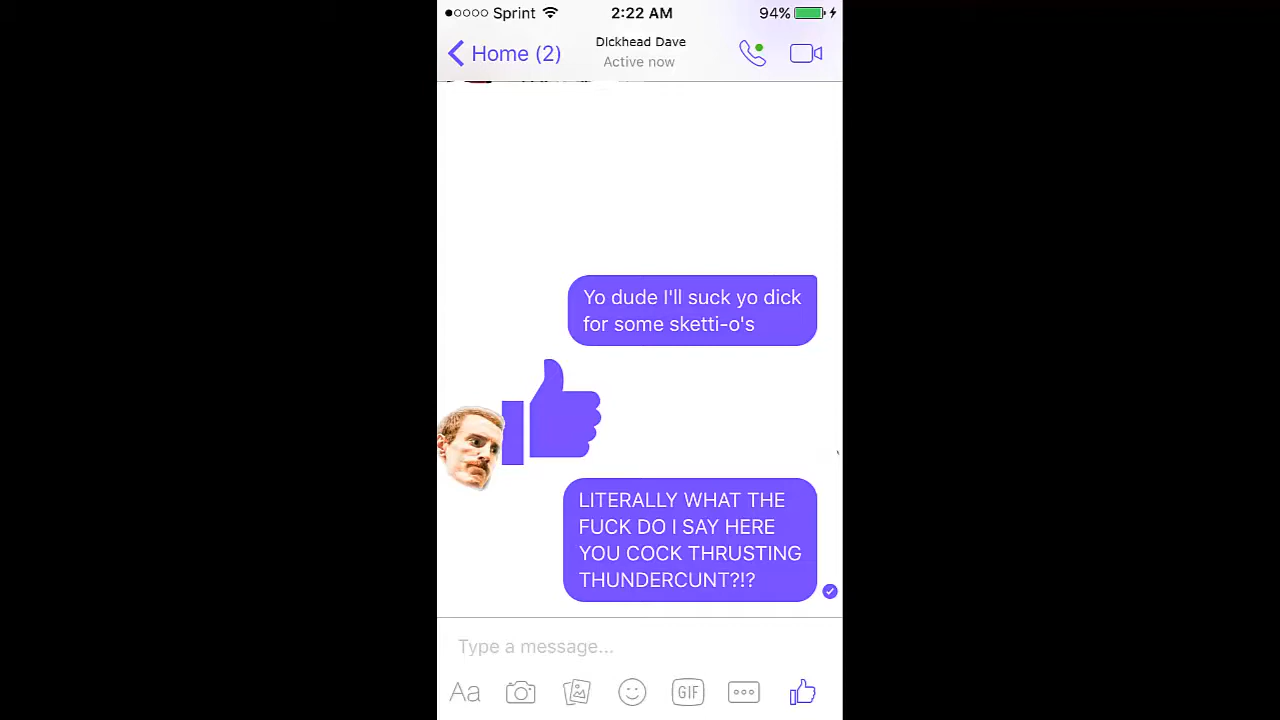 Sprint 2:22 AM 94%
Home (2) DIckhead Dave
Active now
Yo dude I'll suck yo dick
for some sketti-o's
LITERALLY WHAT THE
FUCK DO I SAY HERE
YOU COCK THRUSTING
THUNDERCUNT?!?
Type a message...
Aa GIF